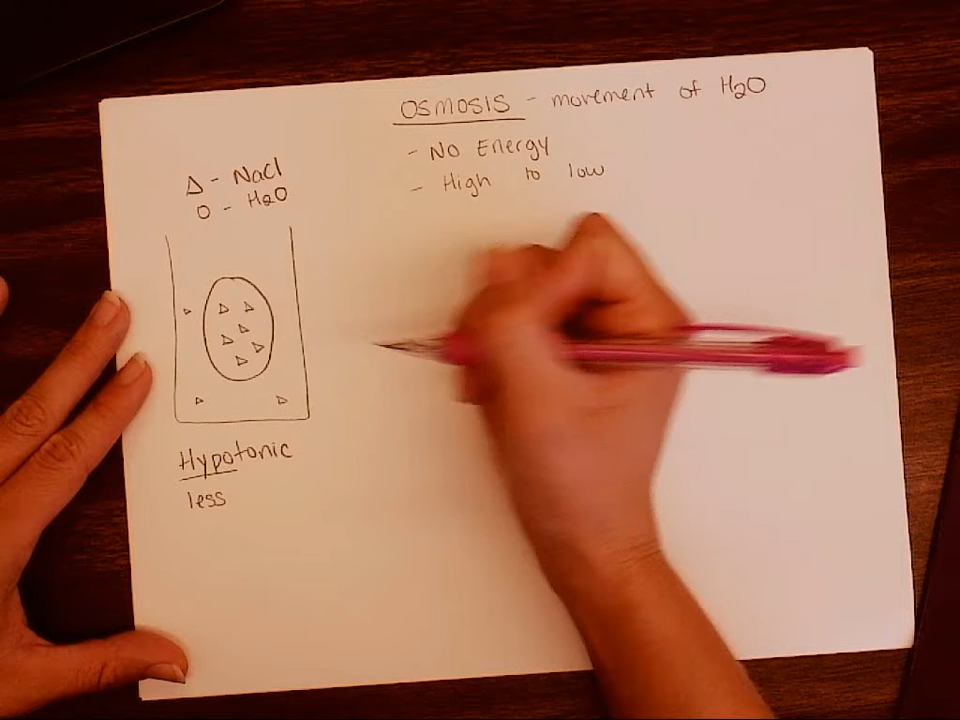 OSMOSIS - movement of H2O
- No Energy
- High to low
Δ - NaCl
O - H2O
Hypotonic
less